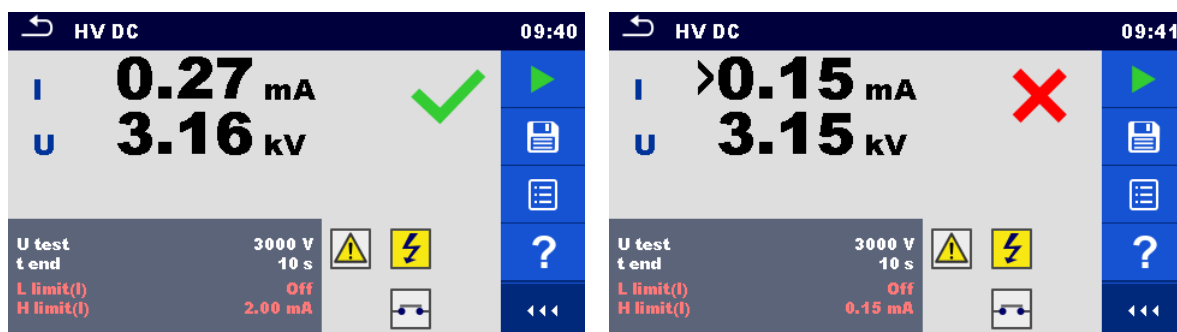 HV DC 09:40
I 0.27 mA
U 3.16 kV
U test 3000 V
t end 10 s
L limit(I) Off
H limit(I) 2.00 mA
?
HV DC 09:41
I >0.15 mA
U 3.15 kV
U test 3000 V
t end 10 s
L limit(I) Off
H limit(I) 0.15 mA
?